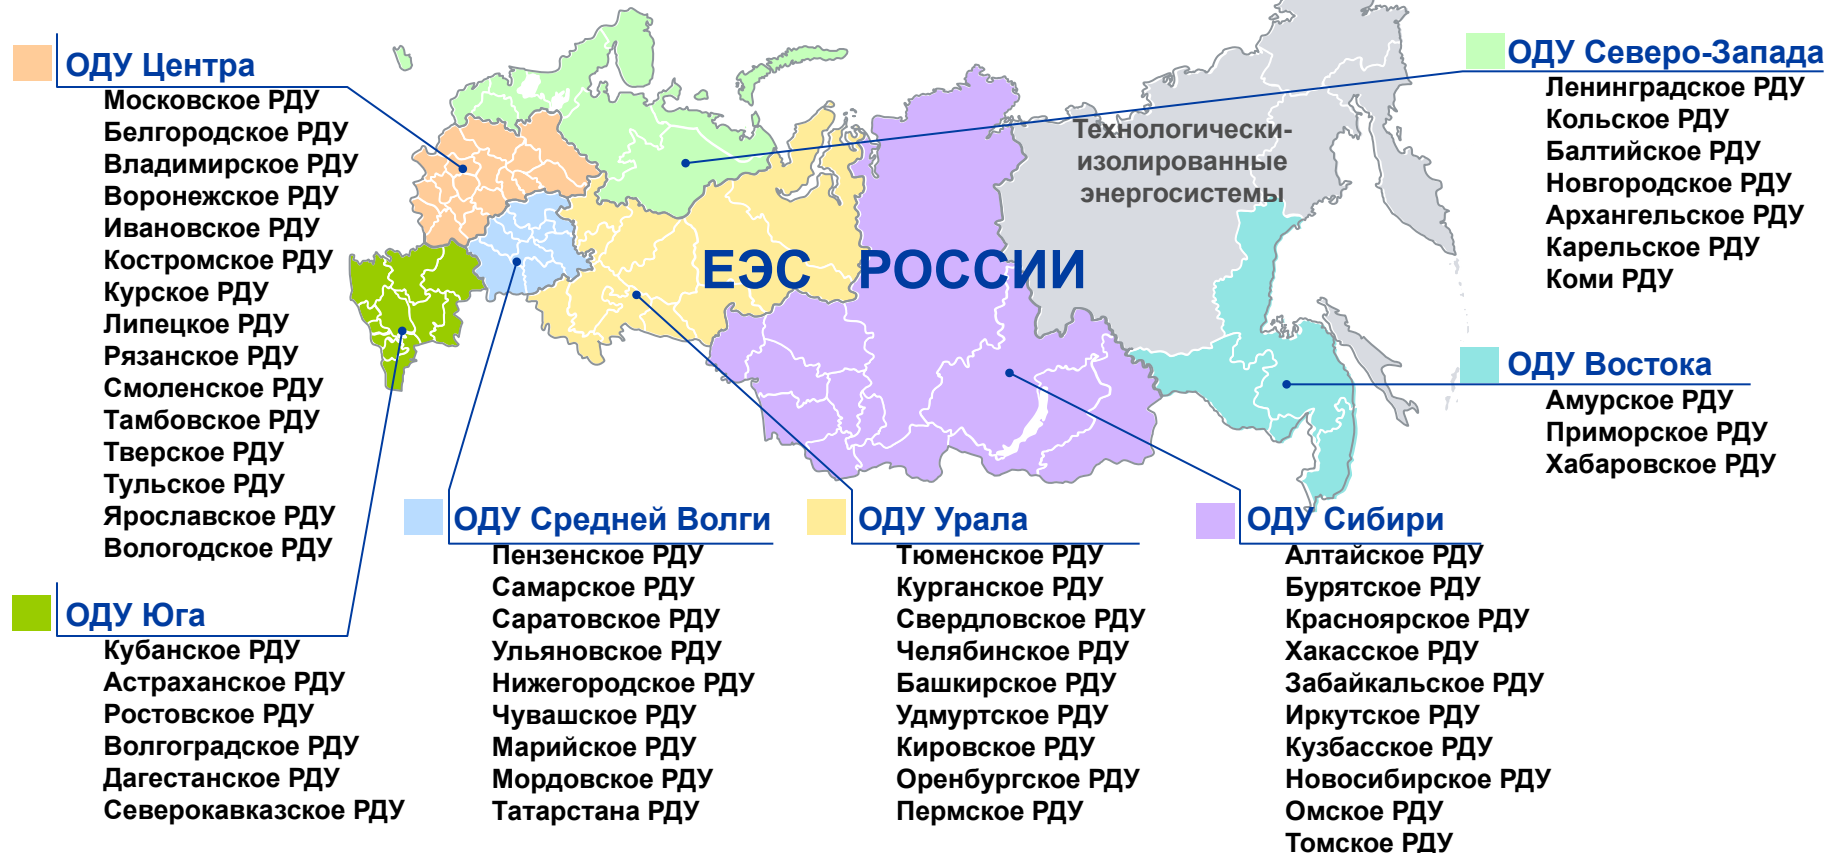 ОДУ Центра
Московское РДУ
Белгородское РДУ
Владимирское РДУ
Воронежское РДУ
Ивановское РДУ
Костромское РДУ
Курское РДУ
Липецкое РДУ
Рязанское РДУ
Смоленское РДУ
Тамбовское РДУ
Тверское РДУ
Тульское РДУ
Ярославское РДУ
Вологодское РДУ
ОДУ Юга
Кубанское РДУ
Астраханское РДУ
Ростовское РДУ
Волгоградское РДУ
Дагестанское РДУ
Северокавказское РДУ
ЕЭС РОССИИ
Технологически-
изолированные
энергосистемы
ОДУ Средней Волги
Пензенское РДУ
Самарское РДУ
Саратовское РДУ
Ульяновское РДУ
Нижегородское РДУ
Чувашское РДУ
Марийское РДУ
Мордовское РДУ
Татарстана РДУ
ОДУ Урала
Тюменское РДУ
Курганское РДУ
Свердловское РДУ
Челябинское РДУ
Башкирское РДУ
Удмуртское РДУ
Кировское РДУ
Оренбургское РДУ
Пермское РДУ
ОДУ Сибири
Алтайское РДУ
Бурятское РДУ
Красноярское РДУ
Хакасское РДУ
Забайкальское РДУ
Иркутское РДУ
Кузбасское РДУ
Новосибирское РДУ
Омское РДУ
Томское РДУ
ОДУ Северо-Запада
Ленинградское РДУ
Кольское РДУ
Балтийское РДУ
Новгородское РДУ
Архангельское РДУ
Карельское РДУ
Коми РДУ
ОДУ Востока
Амурское РДУ
Приморское РДУ
Хабаровское РДУ